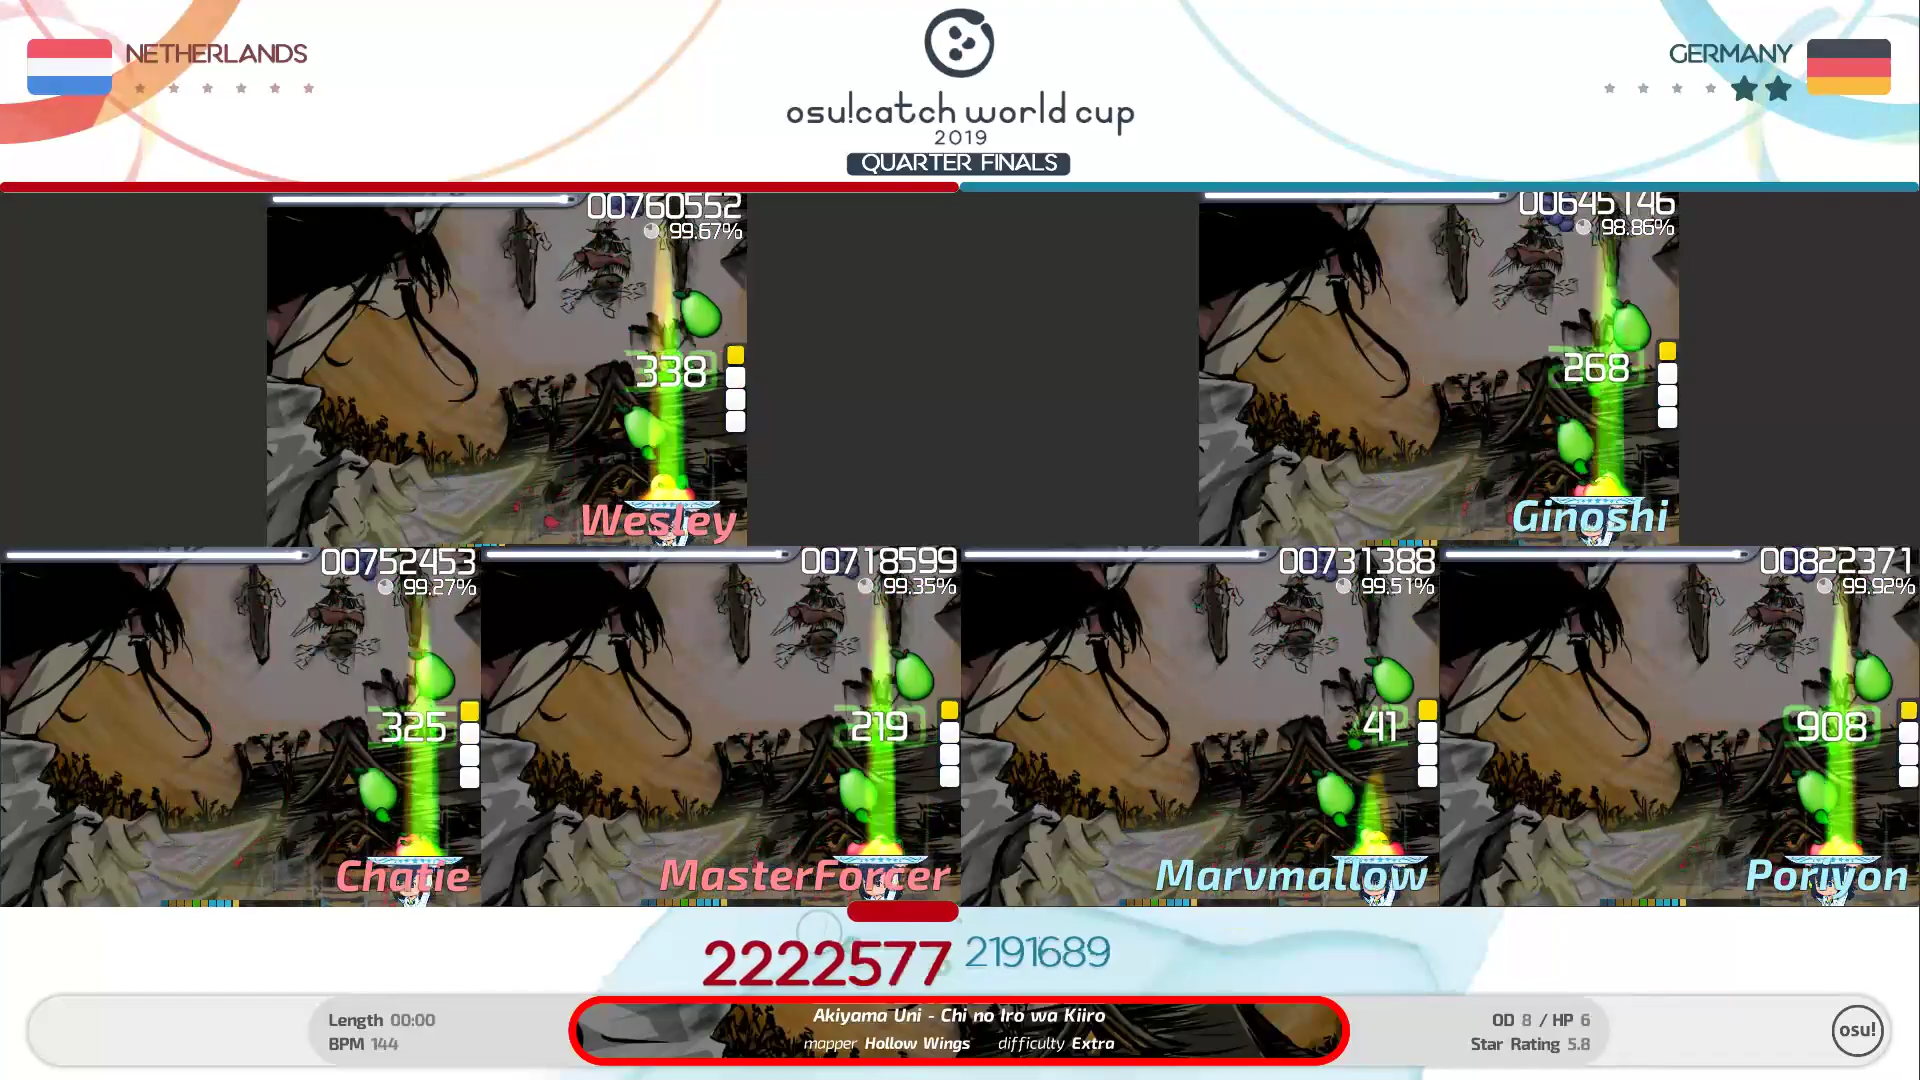 NETHERLANDS
GERMANY
osu!catch world cup
2019
QUARTER FINALS
00760552
99.67%
338
Wesley
00645146
98.86%
268
Ginoshi
00752453
99.27%
325
Chatie
00718599
99.35%
219
MasterForcer
00731388
99.51%
41
Marvmallow
00822371
99.92%
908
Poriyon
2222577
2191689
Length 00:00
BPM 144
Akiyama Uni - Chi no Iro wa Kiiro
mapper Hollow Wings difficulty Extra
OD 8 / HP 6
Star Rating 5.8
osu!